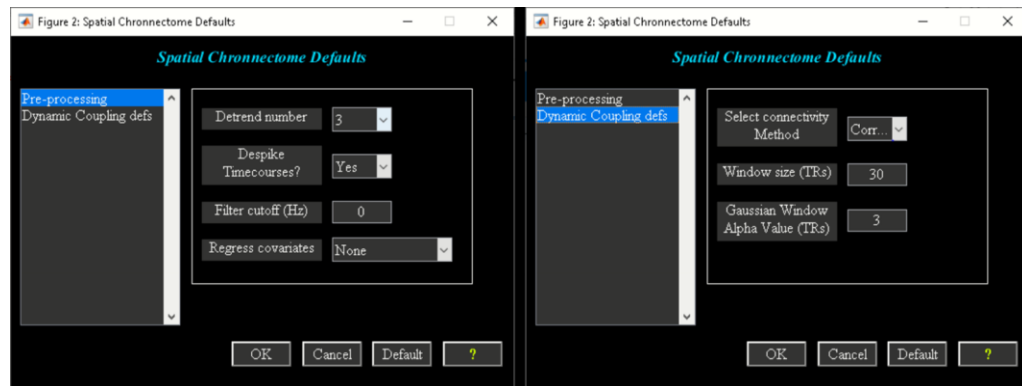 Figure 2: Spatial Chronnectome Defaults
Spatial Chronnectome Defaults
Pre-processing
Dynamic Coupling defs
Detrend number
3
Despike
Timecourses?
Yes
Filter cutoff (Hz)
0
Regress covariates
None
OK
Cancel
Default
?
Figure 2: Spatial Chronnectome Defaults
Spatial Chronnectome Defaults
Pre-processing
Dynamic Coupling defs
Select connectivity
Method
Corr...
Window size (TRs)
30
Gaussian Window
Alpha Value (TRs)
3
OK
Cancel
Default
?